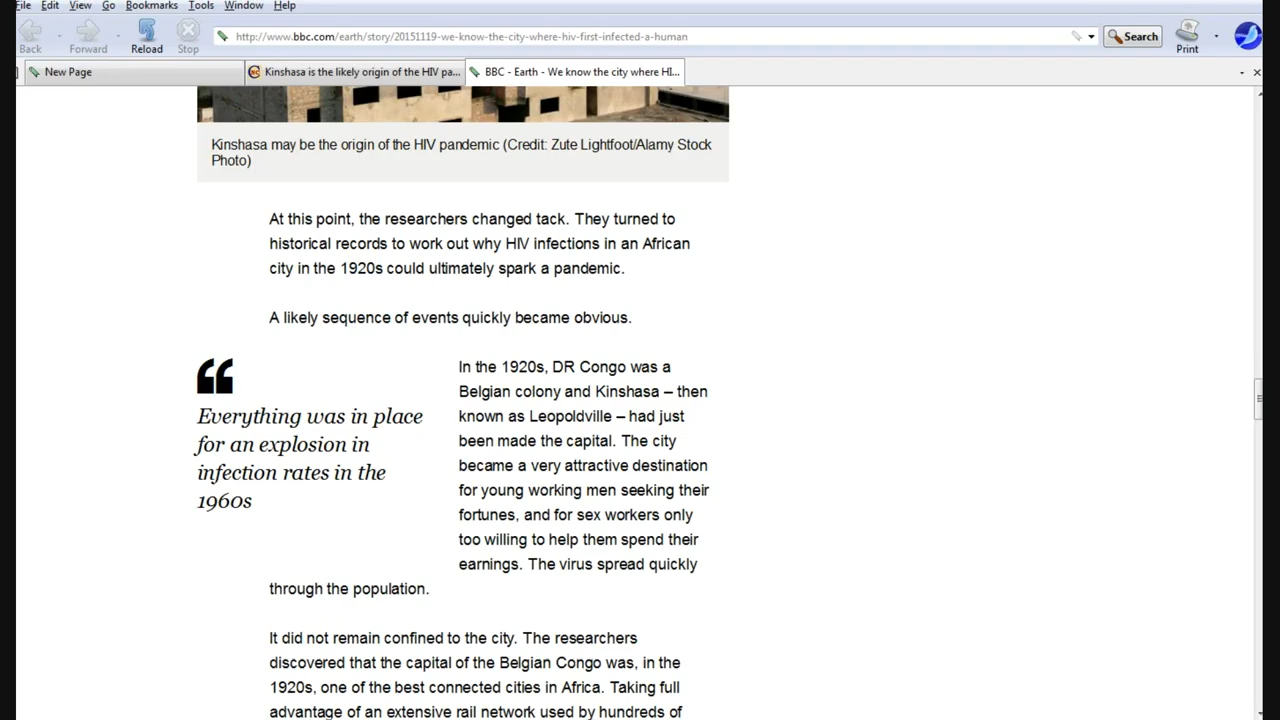 File Edit View Go Bookmarks Tools Window Help
http://www.bbc.com/earth/story/20151119-we-know-the-city-where-hiv-first-infected-a-human
Search
Back Forward Reload Stop Print
New Page
Kinshasa is the likely origin of the HIV pa...
BBC - Earth - We know the city where HI...
Kinshasa may be the origin of the HIV pandemic (Credit: Zute Lightfoot/Alamy Stock
Photo)
At this point, the researchers changed tack. They turned to
historical records to work out why HIV infections in an African
city in the 1920s could ultimately spark a pandemic.
A likely sequence of events quickly became obvious.
Everything was in place
for an explosion in
infection rates in the
1960s
In the 1920s, DR Congo was a
Belgian colony and Kinshasa – then
known as Leopoldville – had just
been made the capital. The city
became a very attractive destination
for young working men seeking their
fortunes, and for sex workers only
too willing to help them spend their
earnings. The virus spread quickly
through the population.
It did not remain confined to the city. The researchers
discovered that the capital of the Belgian Congo was, in the
1920s, one of the best connected cities in Africa. Taking full
advantage of an extensive rail network used by hundreds of